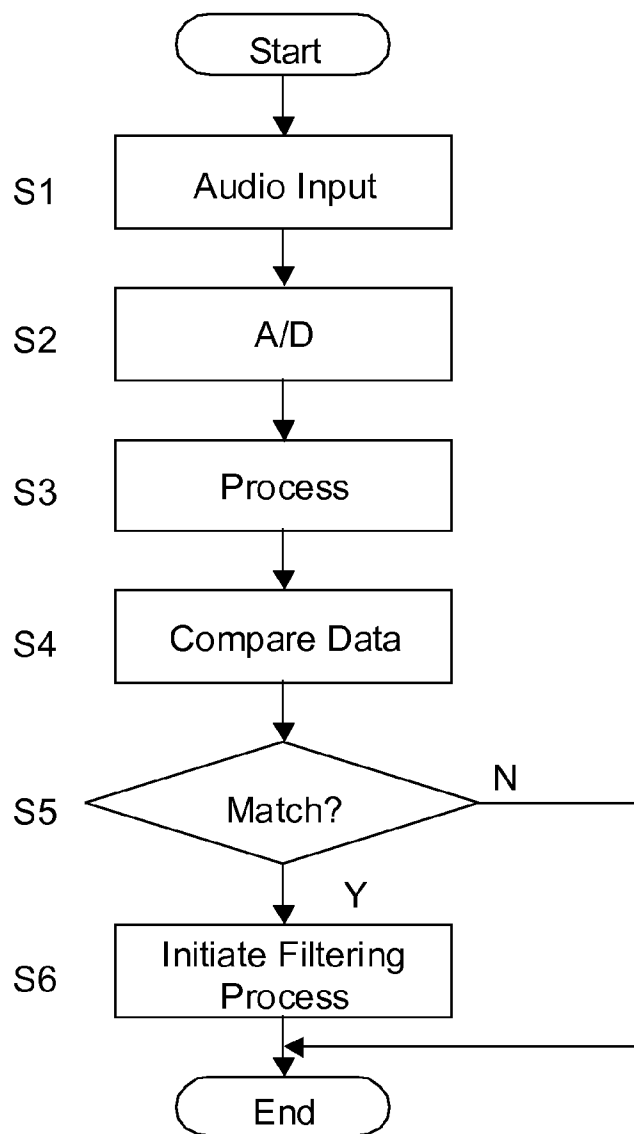 Start
S1
Audio Input
S2
A/D
S3
Process
S4
Compare Data
S5
Match?
N
Y
S6
Initiate Filtering
Process
End